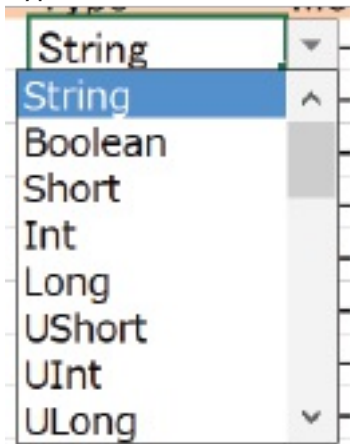 String
String
Boolean
Short
Int
Long
UShort
UInt
ULong